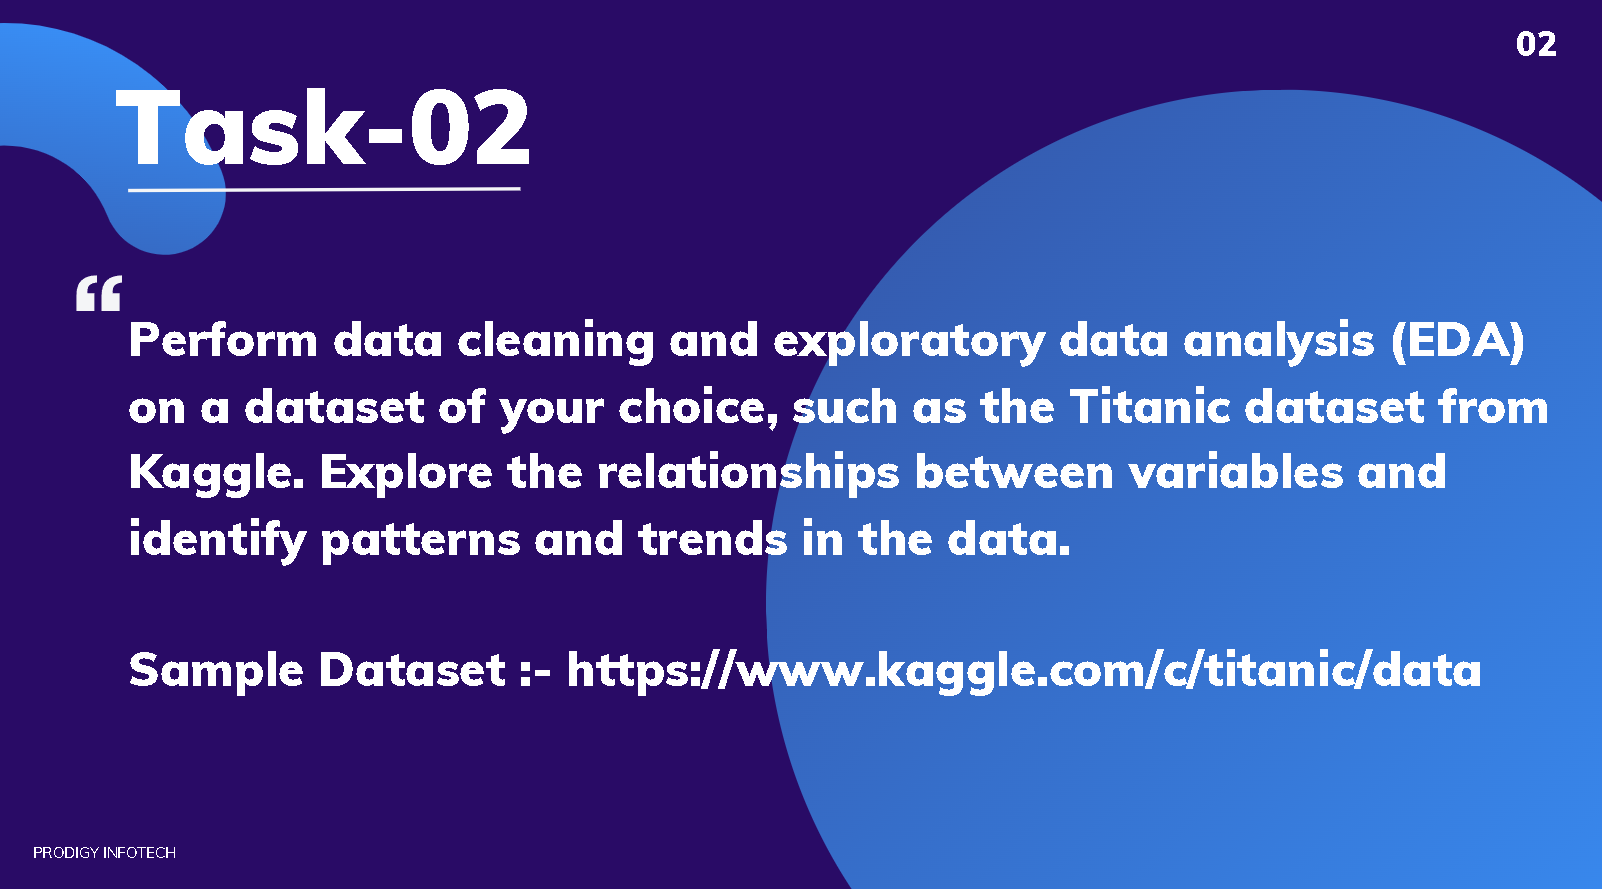 02
Task-02
“
Perform data cleaning and exploratory data analysis (EDA)
on a dataset of your choice, such as the Titanic dataset from
Kaggle. Explore the relationships between variables and
identify patterns and trends in the data.
Sample Dataset :- https://www.kaggle.com/c/titanic/data
PRODIGY INFOTECH